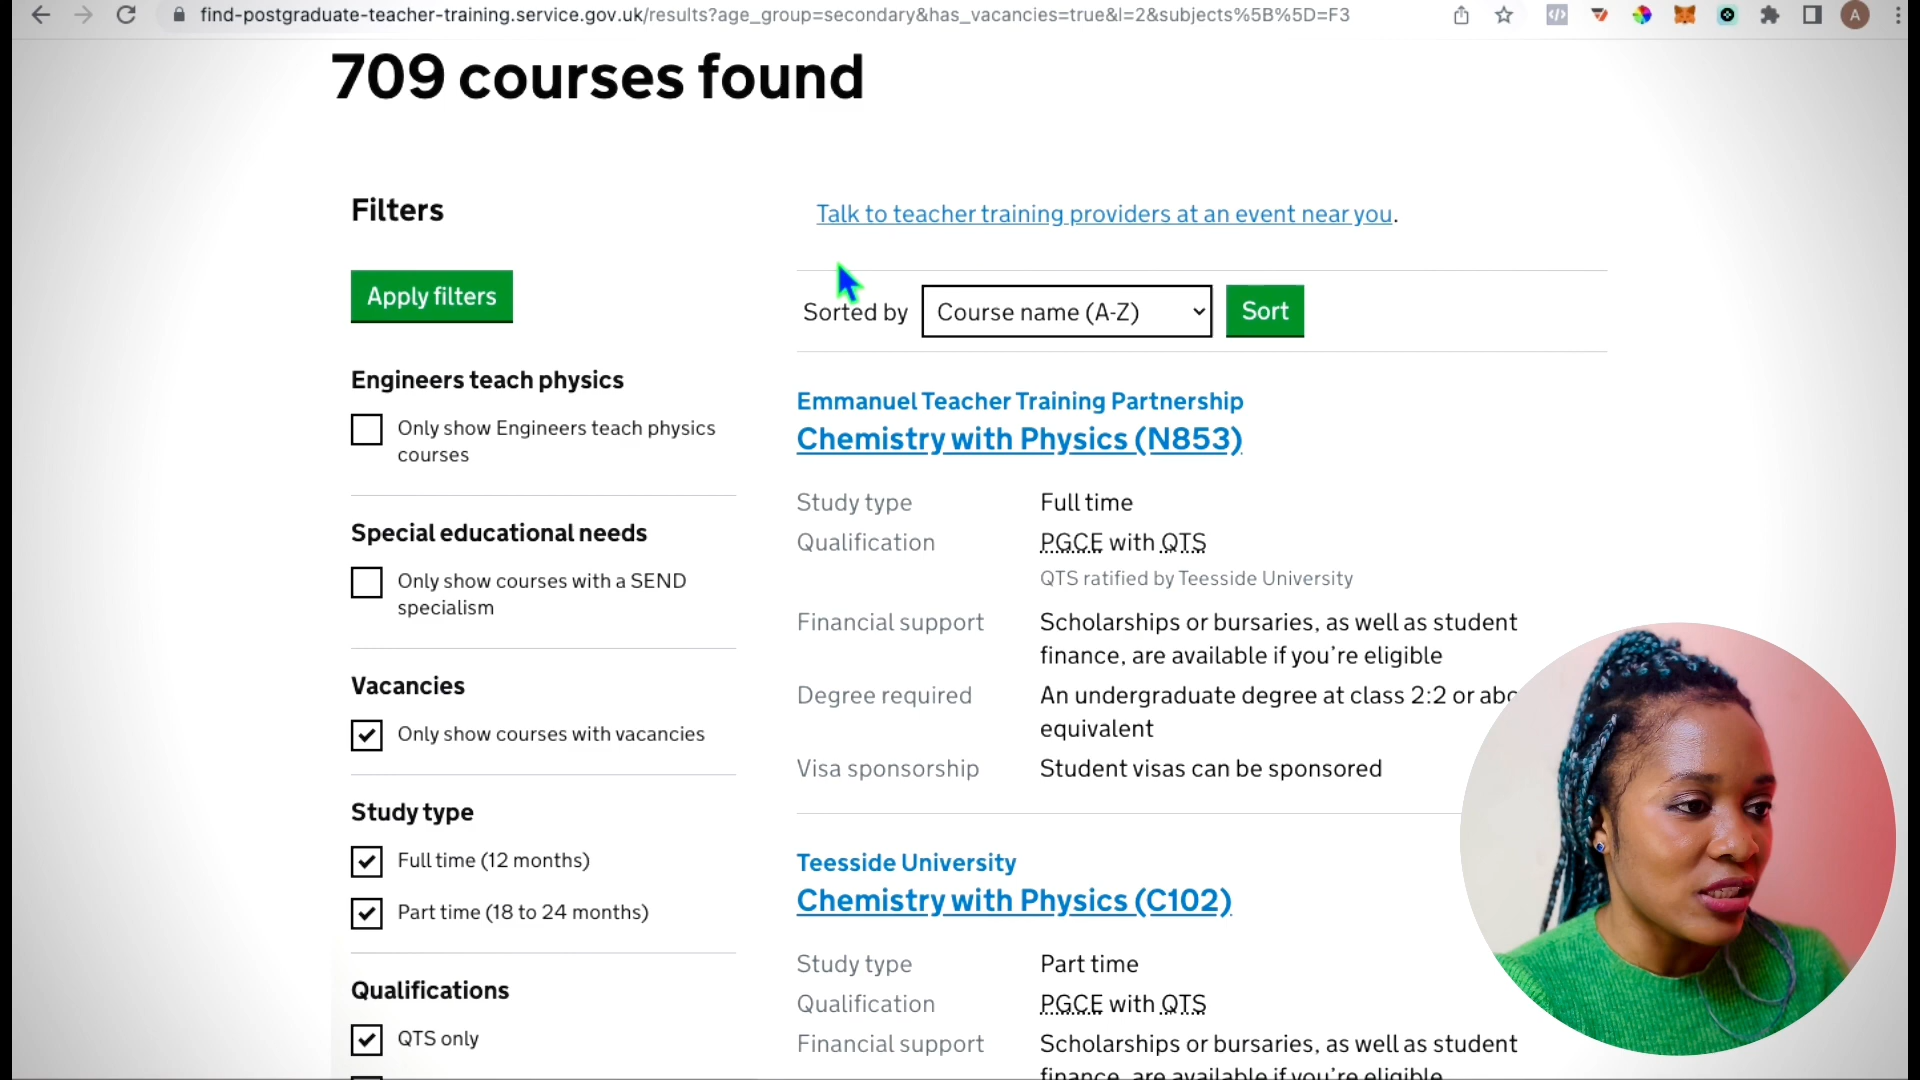 find-postgraduate-teacher-training.service.gov.uk/results?age_group=secondary&has_vacancies=true&l=2&subjects%5B%5D=F3
A
709 courses found
Filters
Talk to teacher training providers at an event near you.
Apply filters
Sorted by
Course name (A-Z)
Sort
Engineers teach physics
Only show Engineers teach physics
courses
Emmanuel Teacher Training Partnership
Chemistry with Physics (N853)
Study type Full time
Qualification PGCE with QTS
QTS ratified by Teesside University
Special educational needs
Only show courses with a SEND
specialism
Financial support Scholarships or bursaries, as well as student
finance, are available if you're eligible
Vacancies
Only show courses with vacancies
Degree required An undergraduate degree at class 2:2 or
equivalent
Visa sponsorship Student visas can be sponsored
Study type
Full time (12 months)
Part time (18 to 24 months)
Teesside University
Chemistry with Physics (C102)
Study type Part time
Qualification PGCE with QTS
Financial support Scholarships or bursaries, as well as student
finance, are available if you're eligible
Qualifications
QTS only